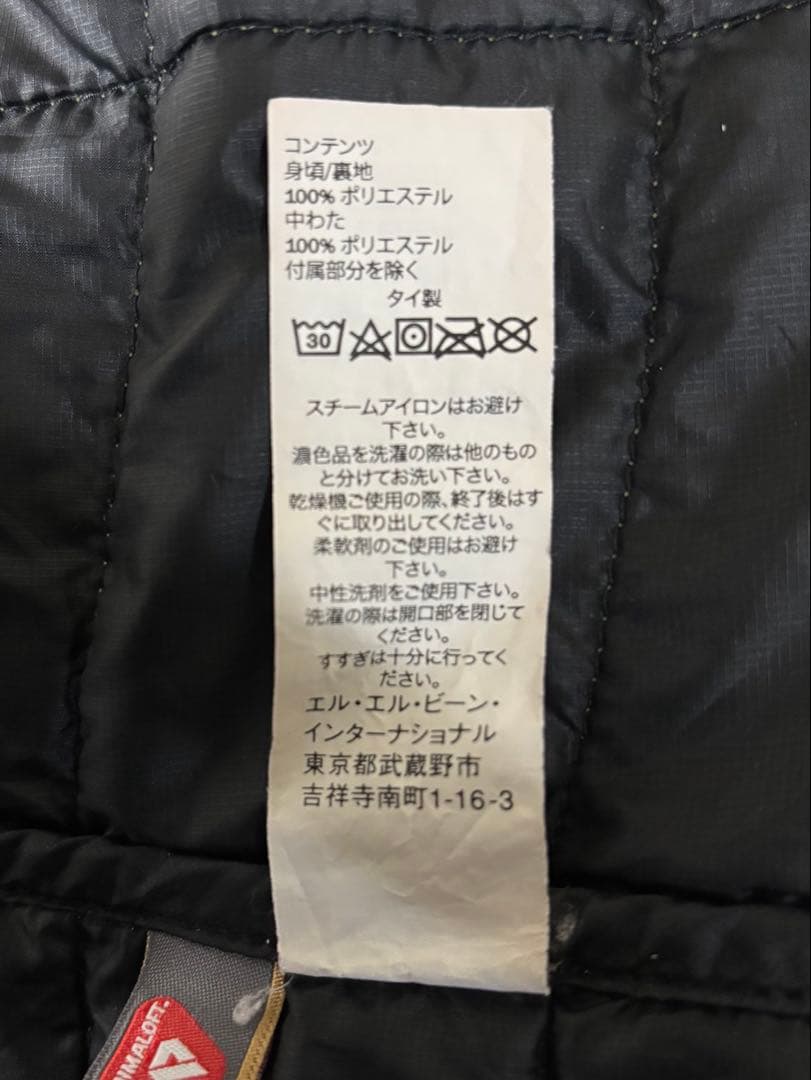 コンテンツ
身頃/裏地
100% ポリエステル
中わた
100% ポリエステル
付属部分を除く
タイ製
30
スチームアイロンはお避け
下さい。
濃色品を洗濯の際は他のもの
と分けてお洗い下さい。
乾燥機ご使用の際、終了後はす
ぐに取り出してください。
柔軟剤のご使用はお避け
下さい。
中性洗剤をご使用下さい。
洗濯の際は開口部を閉じて
ください。
すすぎは十分に行ってく
ださい。
エル・エル・ビーン・
インターナショナル
東京都武蔵野市
吉祥寺南町1-16-3
IMALOFT